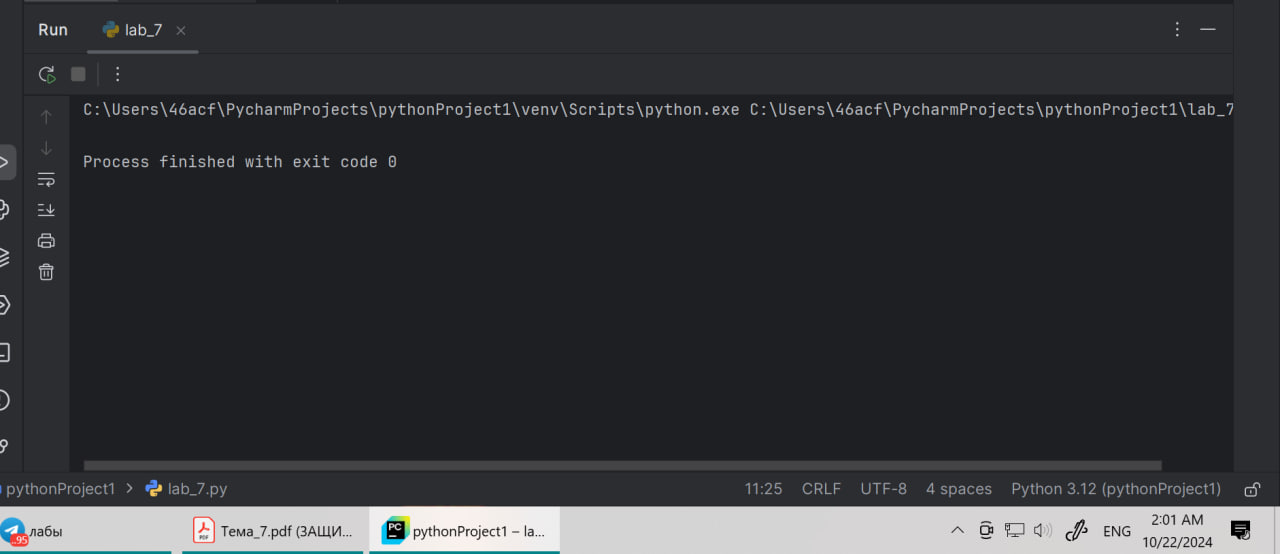 Run lab_7
C:\Users\46acf\PycharmProjects\pythonProject1\venv\Scripts\python.exe C:\Users\46acf\PycharmProjects\pythonProject1\lab_7
Process finished with exit code 0
pythonProject1 > lab_7.py 11:25 CRLF UTF-8 4 spaces Python 3.12 (pythonProject1)
..95 лабы PDF Тема_7.pdf (ЗАЩИ... PC pythonProject1 – la... ENG 2:01 AM
10/22/2024